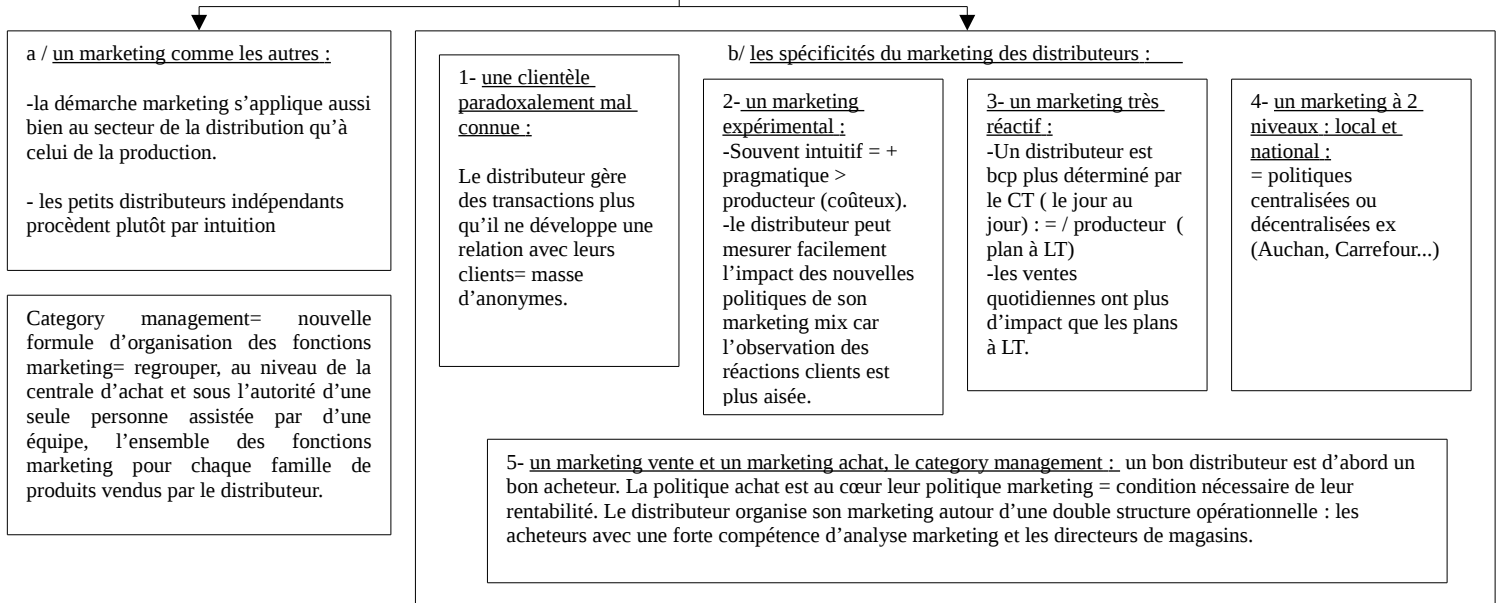 a / un marketing comme les autres :
-la démarche marketing s’applique aussi
bien au secteur de la distribution qu’à
celui de la production.
- les petits distributeurs indépendants
procèdent plutôt par intuition
Category management= nouvelle
formule d’organisation des fonctions
marketing= regrouper, au niveau de la
centrale d’achat et sous l’autorité d’une
seule personne assistée par d’une
équipe, l’ensemble des fonctions
marketing pour chaque famille de
produits vendus par le distributeur.
b/ les spécificités du marketing des distributeurs :
1- une clientèle
paradoxalement mal
connue :
Le distributeur gère
des transactions plus
qu’il ne développe une
relation avec leurs
clients= masse
d’anonymes.
2- un marketing
expérimental :
-Souvent intuitif = +
pragmatique >
producteur (coûteux).
-le distributeur peut
mesurer facilement
l’impact des nouvelles
politiques de son
marketing mix car
l’observation des
réactions clients est
plus aisée.
3- un marketing très
réactif :
-Un distributeur est
bcp plus déterminé par
le CT ( le jour au
jour) : = / producteur (
plan à LT)
-les ventes
quotidiennes ont plus
d’impact que les plans
à LT.
4- un marketing à 2
niveaux : local et
national :
= politiques
centralisées ou
décentralisées ex
(Auchan, Carrefour...)
5- un marketing vente et un marketing achat, le category management : un bon distributeur est d’abord un
bon acheteur. La politique achat est au cœur leur politique marketing = condition nécessaire de leur
rentabilité. Le distributeur organise son marketing autour d’une double structure opérationnelle : les
acheteurs avec une forte compétence d’analyse marketing et les directeurs de magasins.